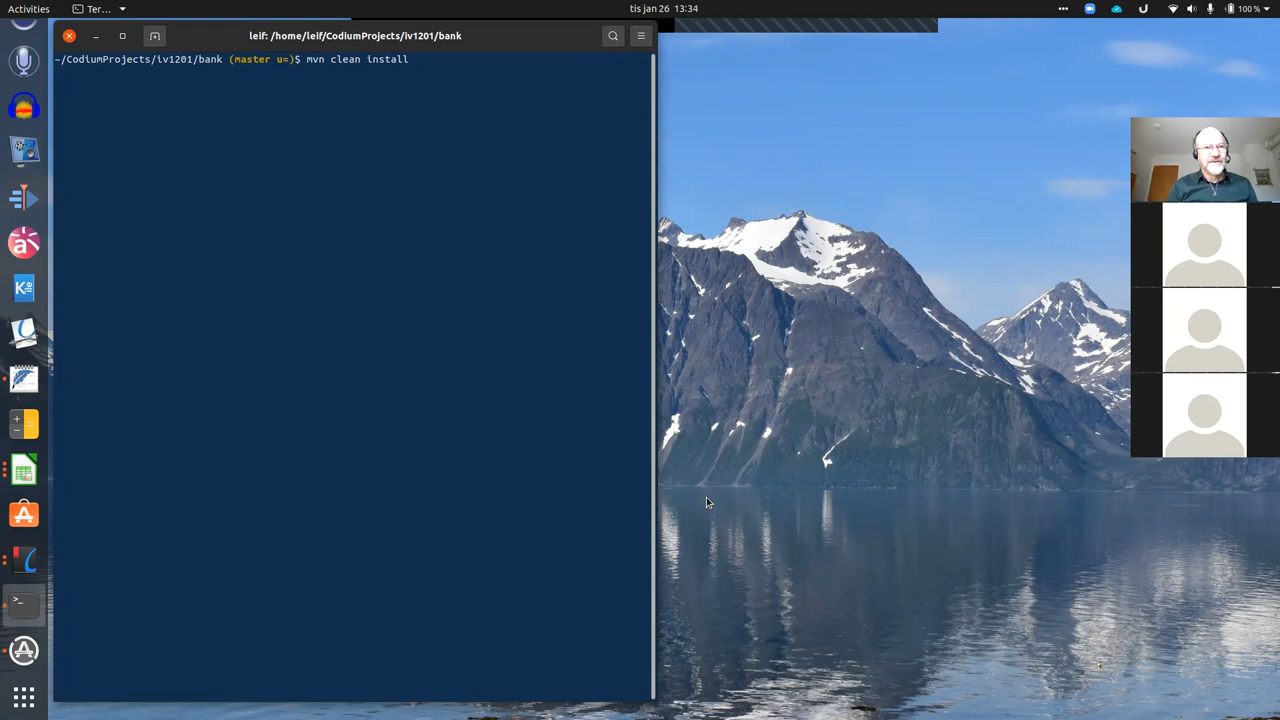 Activities
Ter...
tis jan 26 13:34
100 %
leif: /home/leif/CodiumProjects/iv1201/bank
~/CodiumProjects/iv1201/bank (master u=)$ mvn clean install
>_